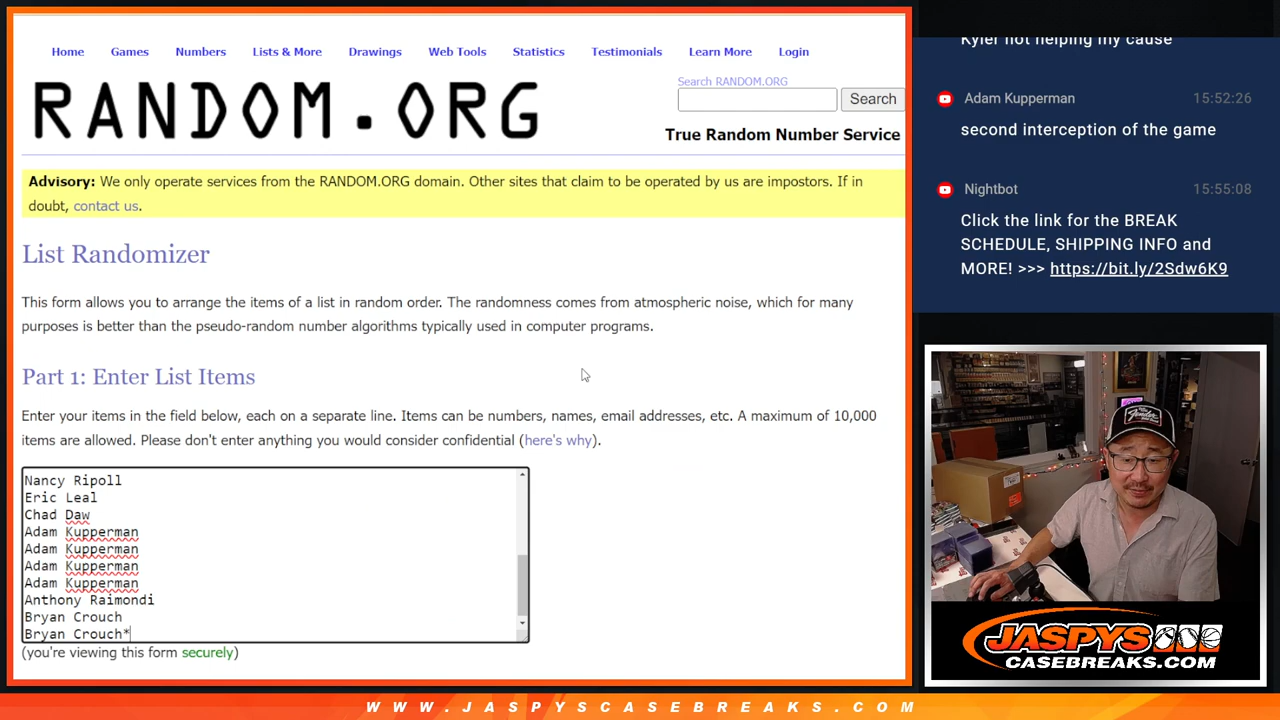 Home Games Numbers Lists & More Drawings Web Tools Statistics Testimonials Learn More Login
RANDOM.ORG
Search RANDOM.ORG
Search
True Random Number Service
Advisory: We only operate services from the RANDOM.ORG domain. Other sites that claim to be operated by us are impostors. If in
doubt, contact us.
List Randomizer
This form allows you to arrange the items of a list in random order. The randomness comes from atmospheric noise, which for many
purposes is better than the pseudo-random number algorithms typically used in computer programs.
Part 1: Enter List Items
Enter your items in the field below, each on a separate line. Items can be numbers, names, email addresses, etc. A maximum of 10,000
items are allowed. Please don't enter anything you would consider confidential (here's why).
Nancy Ripoll
Eric Leal
Chad Daw
Adam Kupperman
Adam Kupperman
Adam Kupperman
Adam Kupperman
Anthony Raimondi
Bryan Crouch
Bryan Crouch*
(you're viewing this form securely)
Kyler not helping my cause
Adam Kupperman 15:52:26
second interception of the game
Nightbot 15:55:08
Click the link for the BREAK
SCHEDULE, SHIPPING INFO and
MORE! >>> https://bit.ly/2Sdw6K9
Fender
JASPYS
CASEBREAKS.COM
WWW.JASPYSCASEBREAKS.COM